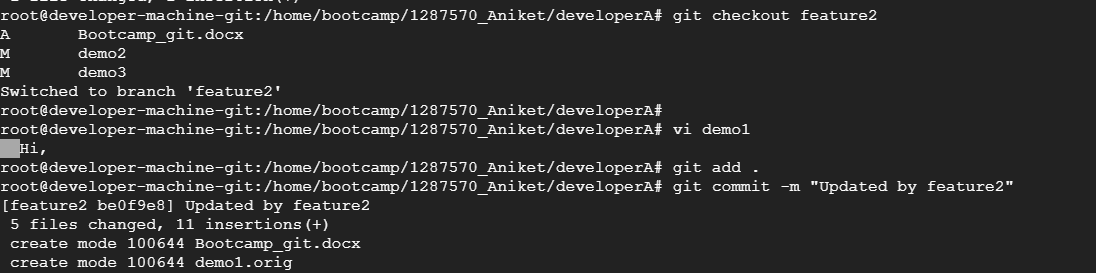 root@developer-machine-git:/home/bootcamp/1287570_Aniket/developerA# git checkout feature2
A       Bootcamp_git.docx
M       demo2
M       demo3
Switched to branch 'feature2'
root@developer-machine-git:/home/bootcamp/1287570_Aniket/developerA#
root@developer-machine-git:/home/bootcamp/1287570_Aniket/developerA# vi demo1
  Hi,
root@developer-machine-git:/home/bootcamp/1287570_Aniket/developerA# git add .
root@developer-machine-git:/home/bootcamp/1287570_Aniket/developerA# git commit -m "Updated by feature2"
[feature2 be0f9e8] Updated by feature2
 5 files changed, 11 insertions(+)
 create mode 100644 Bootcamp_git.docx
 create mode 100644 demo1.orig